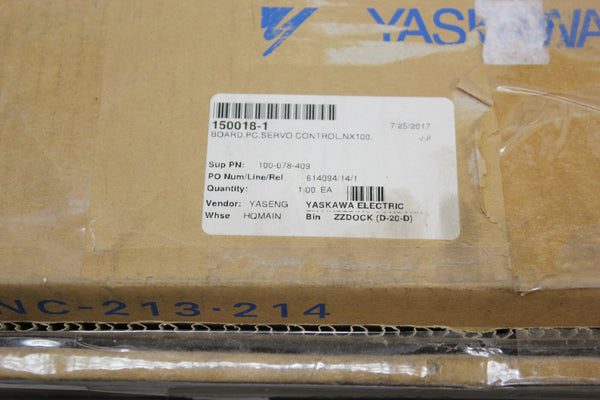 YASKAWA
150018-1 7/25/2017
BOARD,PC,SERVO CONTROL,NX100. Jul
Sup PN: 100-078-409
PO Num/Line/Rel 614094/14/1
Quantity: 1.00 EA
Vendor: YASENG YASKAWA ELECTRIC
Whse HQMAIN Bin ZZDOCK (D-20-D)
NC-213·214